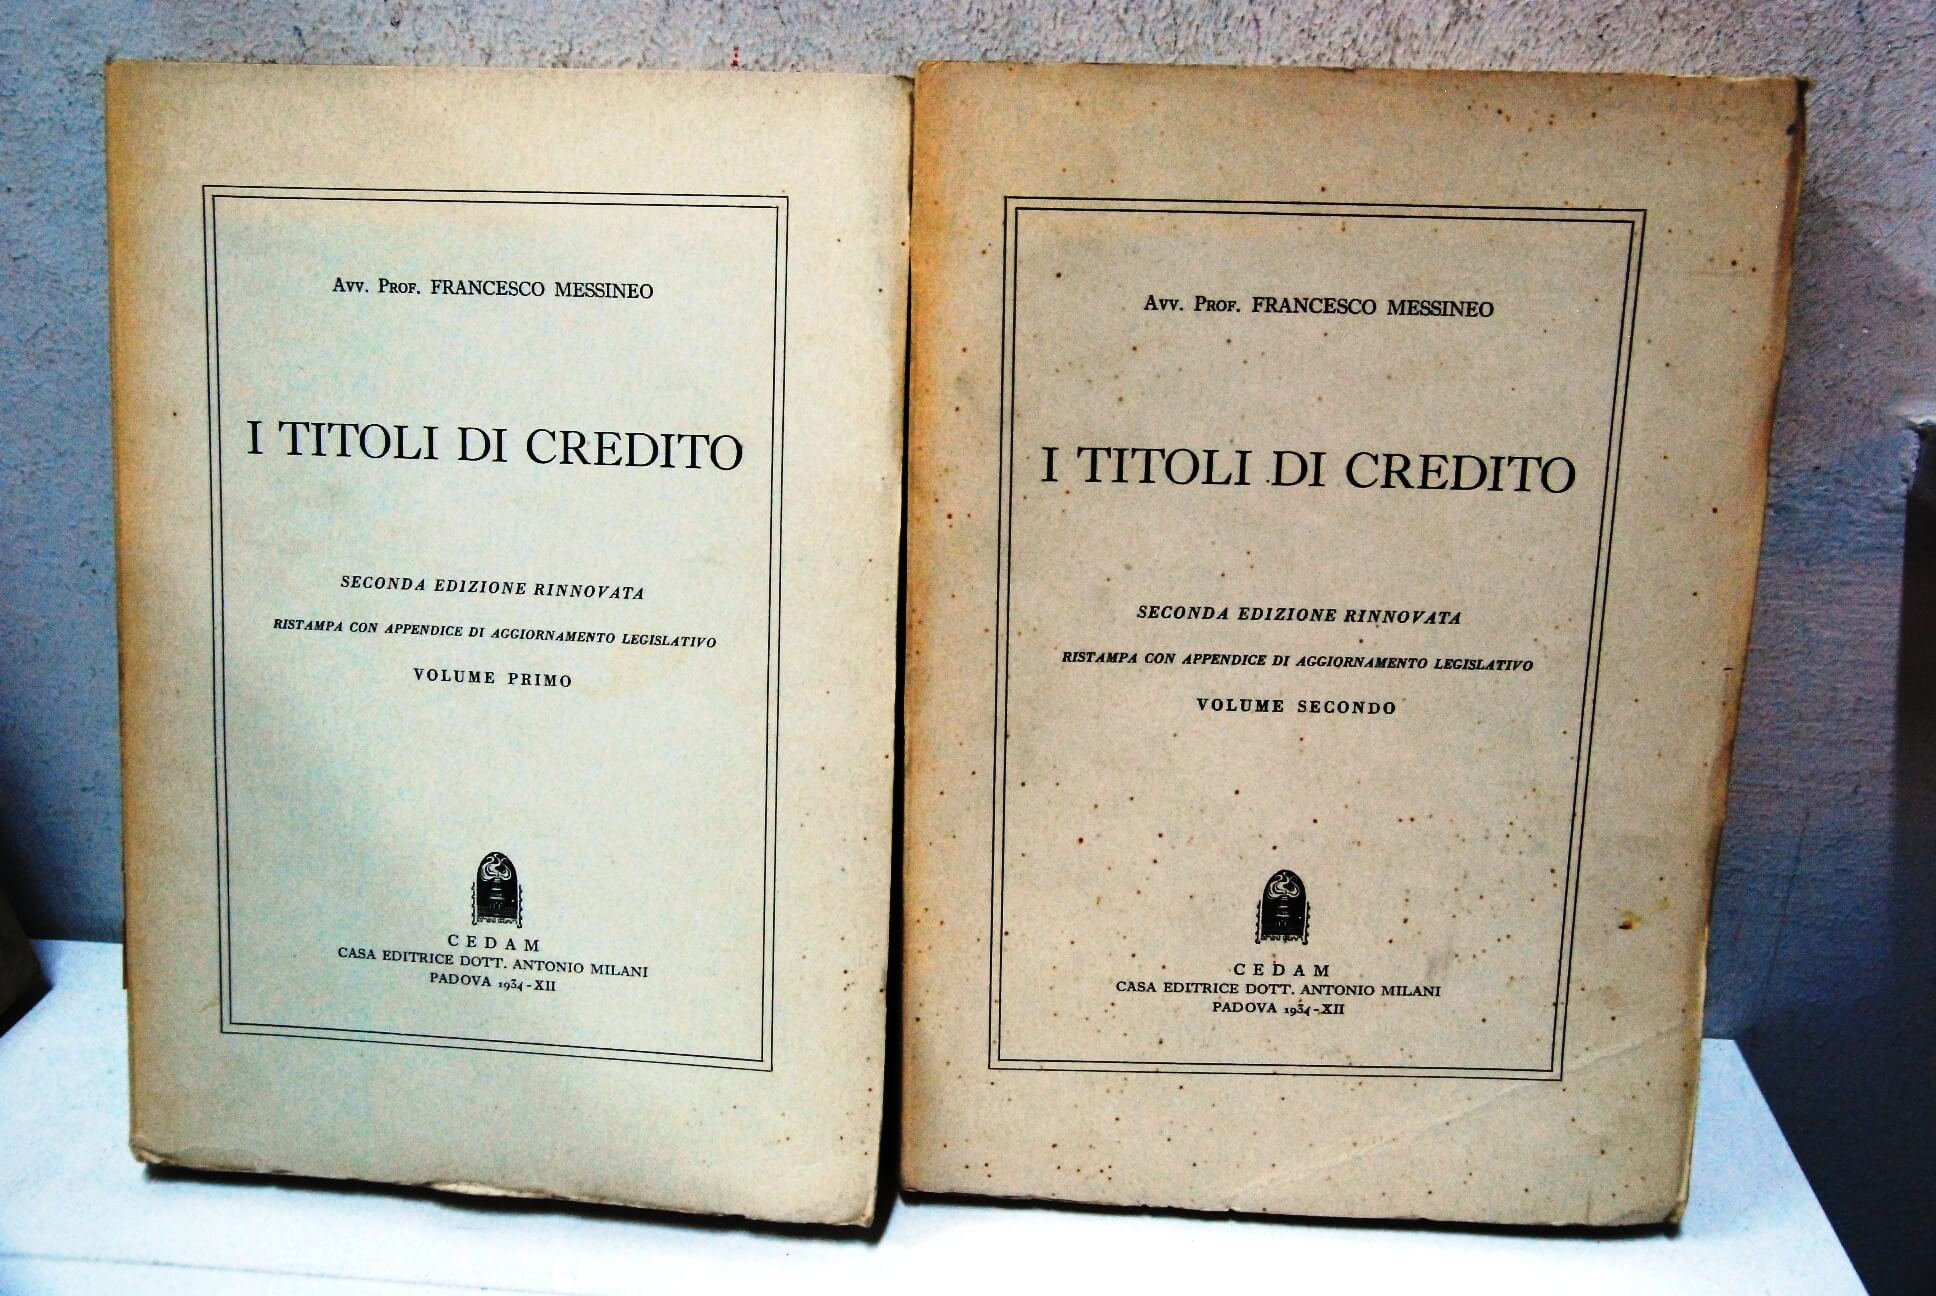 Avv. Prof. FRANCESCO MESSINEO
I TITOLI DI CREDITO
SECONDA EDIZIONE RINNOVATA
RISTAMPA CON APPENDICE DI AGGIORNAMENTO LEGISLATIVO
VOLUME PRIMO
CEDAM
CASA EDITRICE DOTT. ANTONIO MILANI
PADOVA 1934-XII
Avv. Prof. FRANCESCO MESSINEO
I TITOLI DI CREDITO
SECONDA EDIZIONE RINNOVATA
RISTAMPA CON APPENDICE DI AGGIORNAMENTO LEGISLATIVO
VOLUME SECONDO
CEDAM
CASA EDITRICE DOTT. ANTONIO MILANI
PADOVA 1934-XII